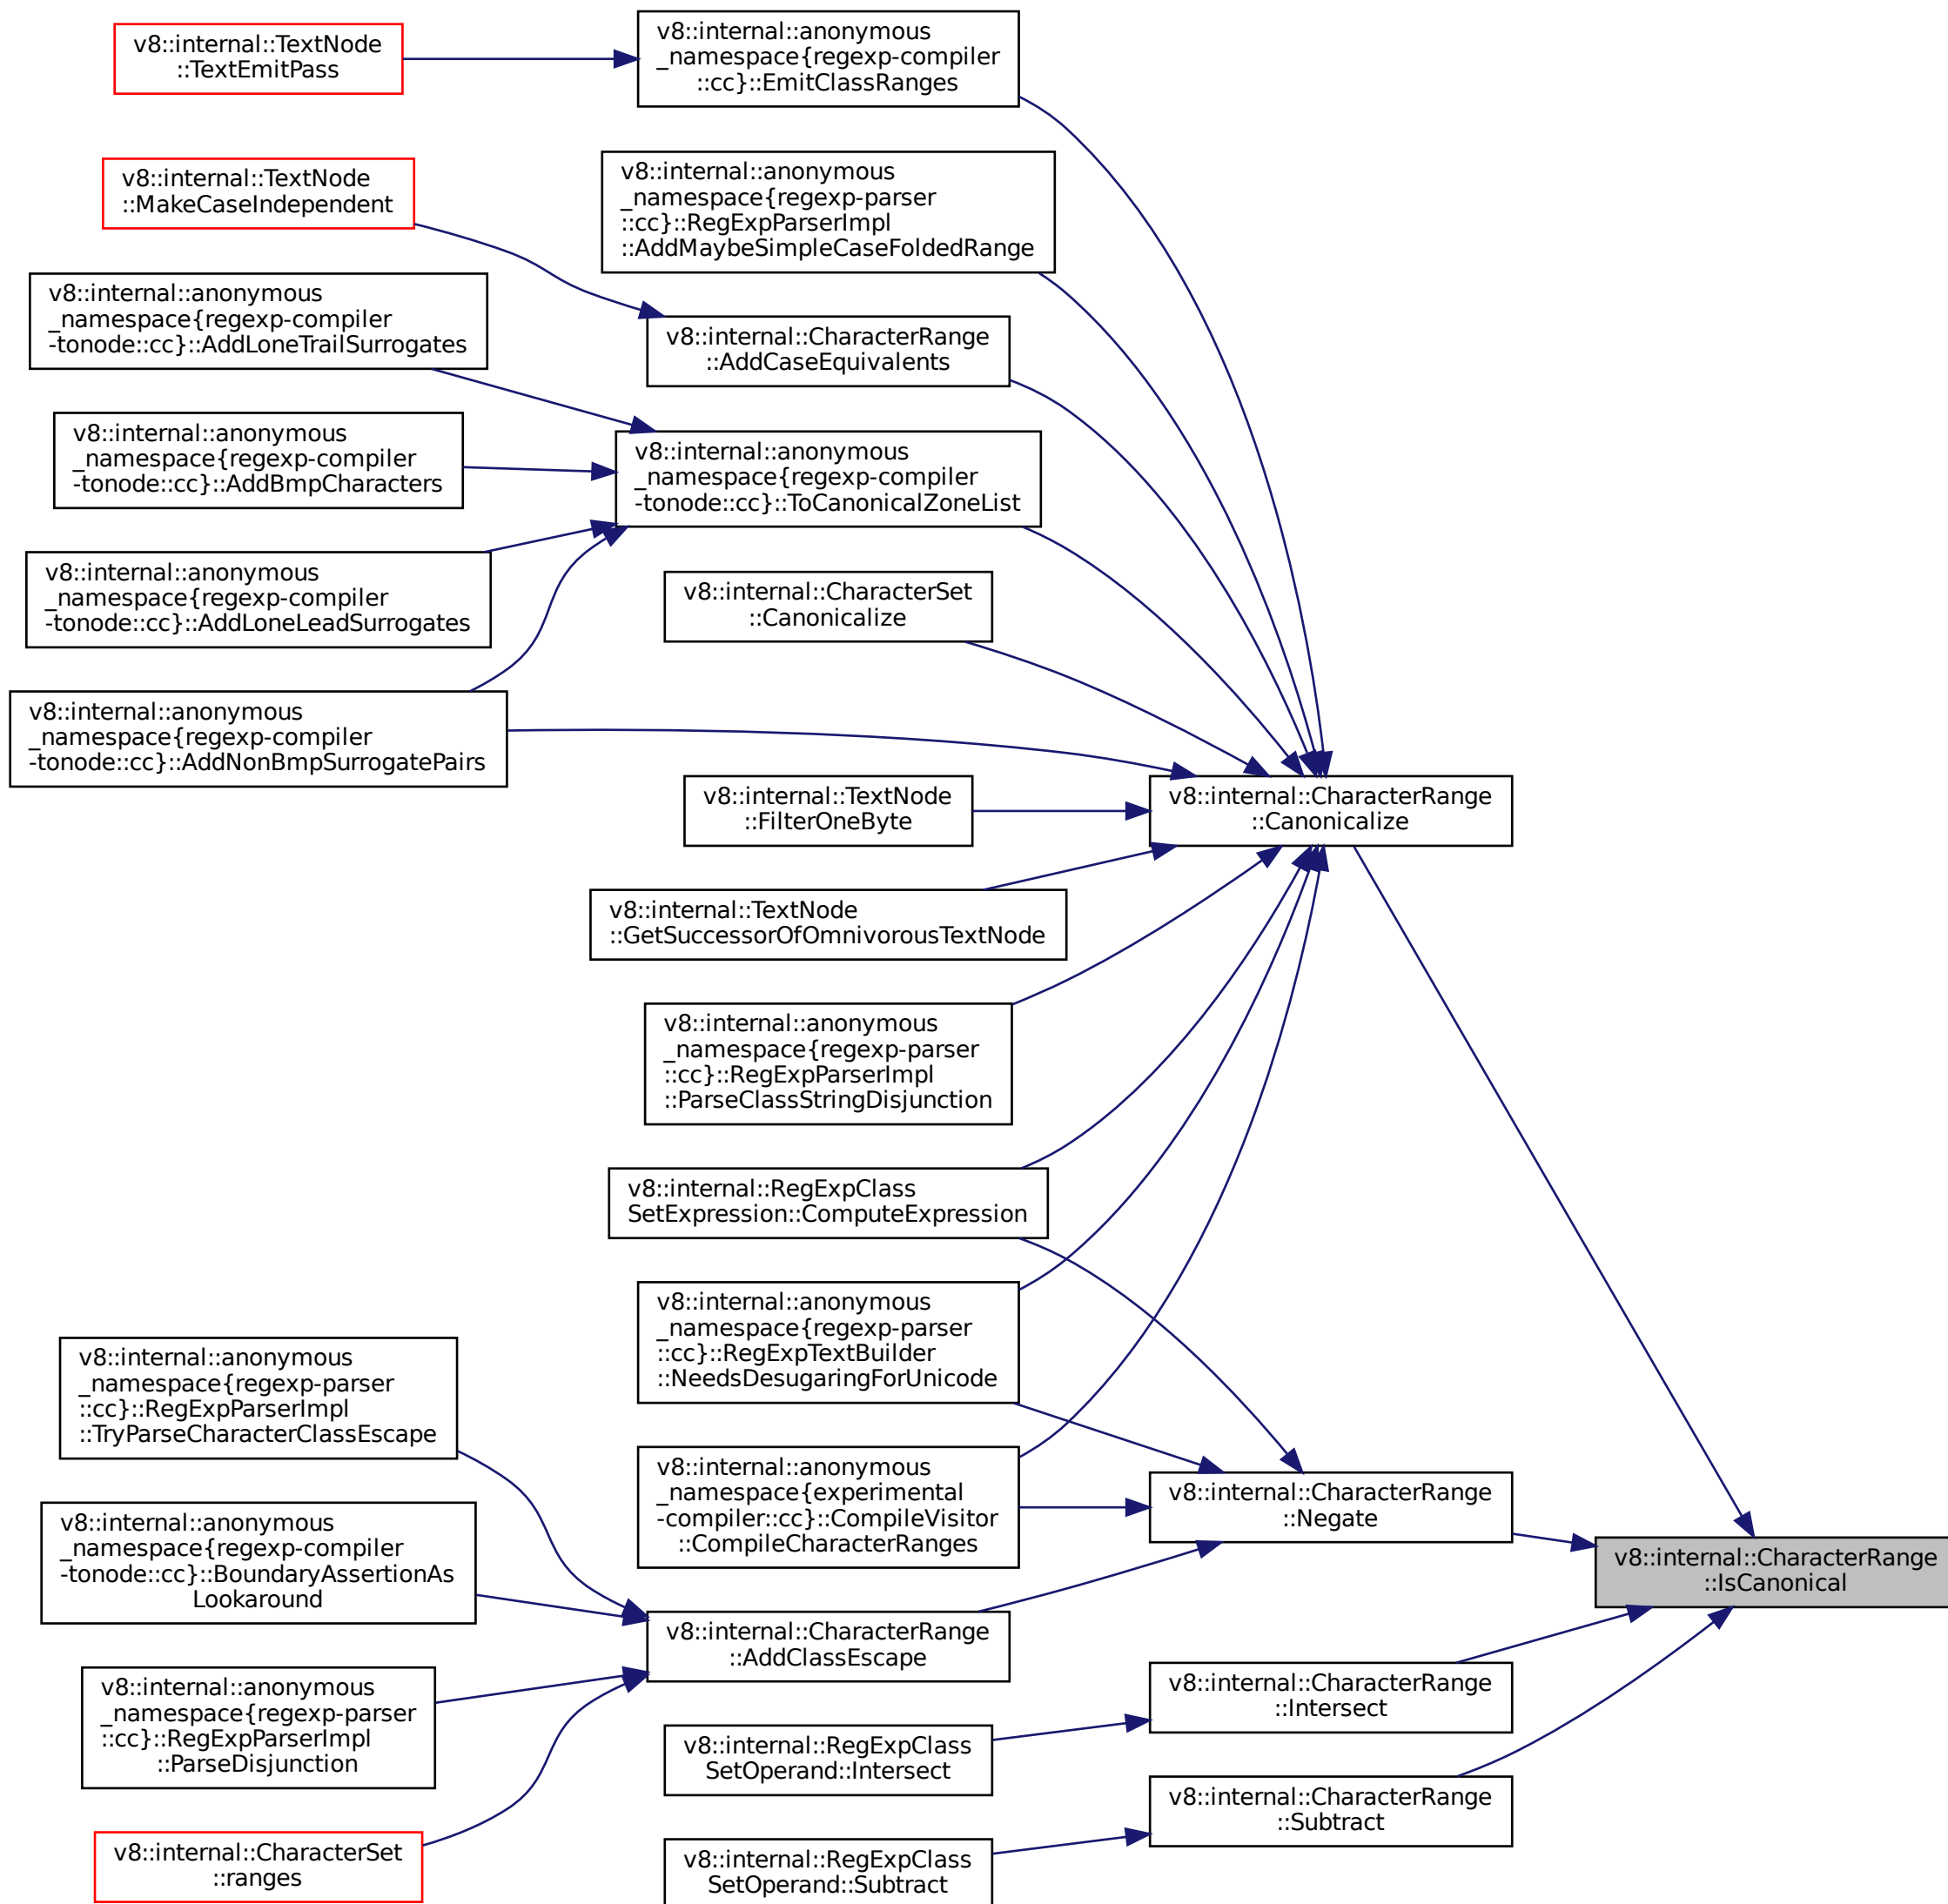 v8::internal::TextNode
::TextEmitPass
v8::internal::anonymous
_namespace{regexp-compiler
::cc}::EmitClassRanges
v8::internal::TextNode
::MakeCaseIndependent
v8::internal::anonymous
_namespace{regexp-parser
::cc}::RegExpParserImpl
::AddMaybeSimpleCaseFoldedRange
v8::internal::anonymous
_namespace{regexp-compiler
-tonode::cc}::AddLoneTrailSurrogates
v8::internal::CharacterRange
::AddCaseEquivalents
v8::internal::anonymous
_namespace{regexp-compiler
-tonode::cc}::AddBmpCharacters
v8::internal::anonymous
_namespace{regexp-compiler
-tonode::cc}::ToCanonicalZoneList
v8::internal::anonymous
_namespace{regexp-compiler
-tonode::cc}::AddLoneLeadSurrogates
v8::internal::CharacterSet
::Canonicalize
v8::internal::anonymous
_namespace{regexp-compiler
-tonode::cc}::AddNonBmpSurrogatePairs
v8::internal::TextNode
::FilterOneByte
v8::internal::CharacterRange
::Canonicalize
v8::internal::TextNode
::GetSuccessorOfOmnivorousTextNode
v8::internal::anonymous
_namespace{regexp-parser
::cc}::RegExpParserImpl
::ParseClassStringDisjunction
v8::internal::RegExpClass
SetExpression::ComputeExpression
v8::internal::anonymous
_namespace{regexp-parser
::cc}::RegExpTextBuilder
::NeedsDesugaringForUnicode
v8::internal::anonymous
_namespace{regexp-parser
::cc}::RegExpParserImpl
::TryParseCharacterClassEscape
v8::internal::anonymous
_namespace{experimental
-compiler::cc}::CompileVisitor
::CompileCharacterRanges
v8::internal::CharacterRange
::Negate
v8::internal::CharacterRange
::IsCanonical
v8::internal::anonymous
_namespace{regexp-compiler
-tonode::cc}::BoundaryAssertionAs
Lookaround
v8::internal::CharacterRange
::AddClassEscape
v8::internal::anonymous
_namespace{regexp-parser
::cc}::RegExpParserImpl
::ParseDisjunction
v8::internal::CharacterRange
::Intersect
v8::internal::RegExpClass
SetOperand::Intersect
v8::internal::CharacterRange
::Subtract
v8::internal::CharacterSet
::ranges
v8::internal::RegExpClass
SetOperand::Subtract